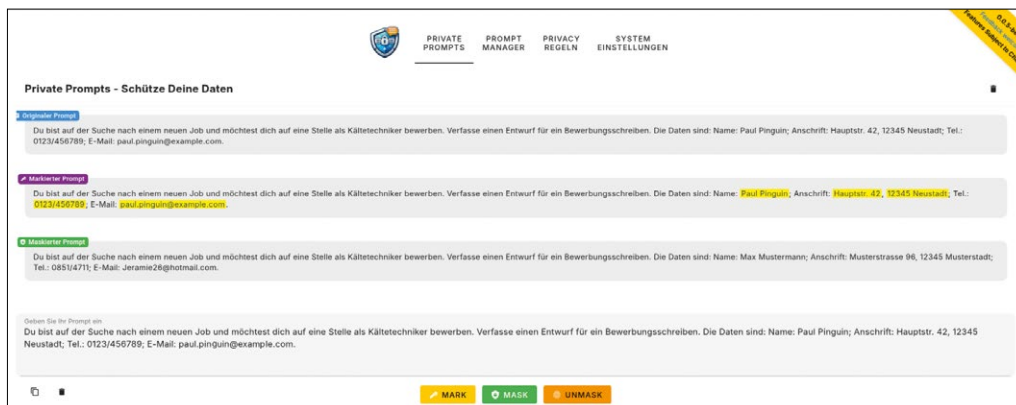 PRIVATE PROMPTS
PROMPT MANAGER
PRIVACY REGELN
SYSTEM EINSTELLUNGEN
Features Subject to
Private Prompts - Schütze Deine Daten
Originaler Prompt
Du bist auf der Suche nach einem neuen Job und möchtest dich auf eine Stelle als Kältetechniker bewerben. Verfasse einen Entwurf für ein Bewerbungsschreiben. Die Daten sind: Name: Paul Pinguin; Anschrift: Hauptstr. 42, 12345 Neustadt; Tel.:
0123/456789; E-Mail: paul.pinguin@example.com.
Markierter Prompt
Du bist auf der Suche nach einem neuen Job und möchtest dich auf eine Stelle als Kältetechniker bewerben. Verfasse einen Entwurf für ein Bewerbungsschreiben. Die Daten sind: Name: Paul Pinguin; Anschrift: Hauptstr. 42, 12345 Neustadt; Tel.:
0123/456789; E-Mail: paul.pinguin@example.com.
Maskierter Prompt
Du bist auf der Suche nach einem neuen Job und möchtest dich auf eine Stelle als Kältetechniker bewerben. Verfasse einen Entwurf für ein Bewerbungsschreiben. Die Daten sind: Name: Max Mustermann; Anschrift: Musterstrasse 96, 12345 Musterstadt;
Tel.: 0851/4711; E-Mail: Jeramie26@hotmail.com.
Geben Sie Ihr Prompt ein
Du bist auf der Suche nach einem neuen Job und möchtest dich auf eine Stelle als Kältetechniker bewerben. Verfasse einen Entwurf für ein Bewerbungsschreiben. Die Daten sind: Name: Paul Pinguin; Anschrift: Hauptstr. 42, 12345
Neustadt; Tel.: 0123/456789; E-Mail: paul.pinguin@example.com.
MARK
MASK
UNMASK